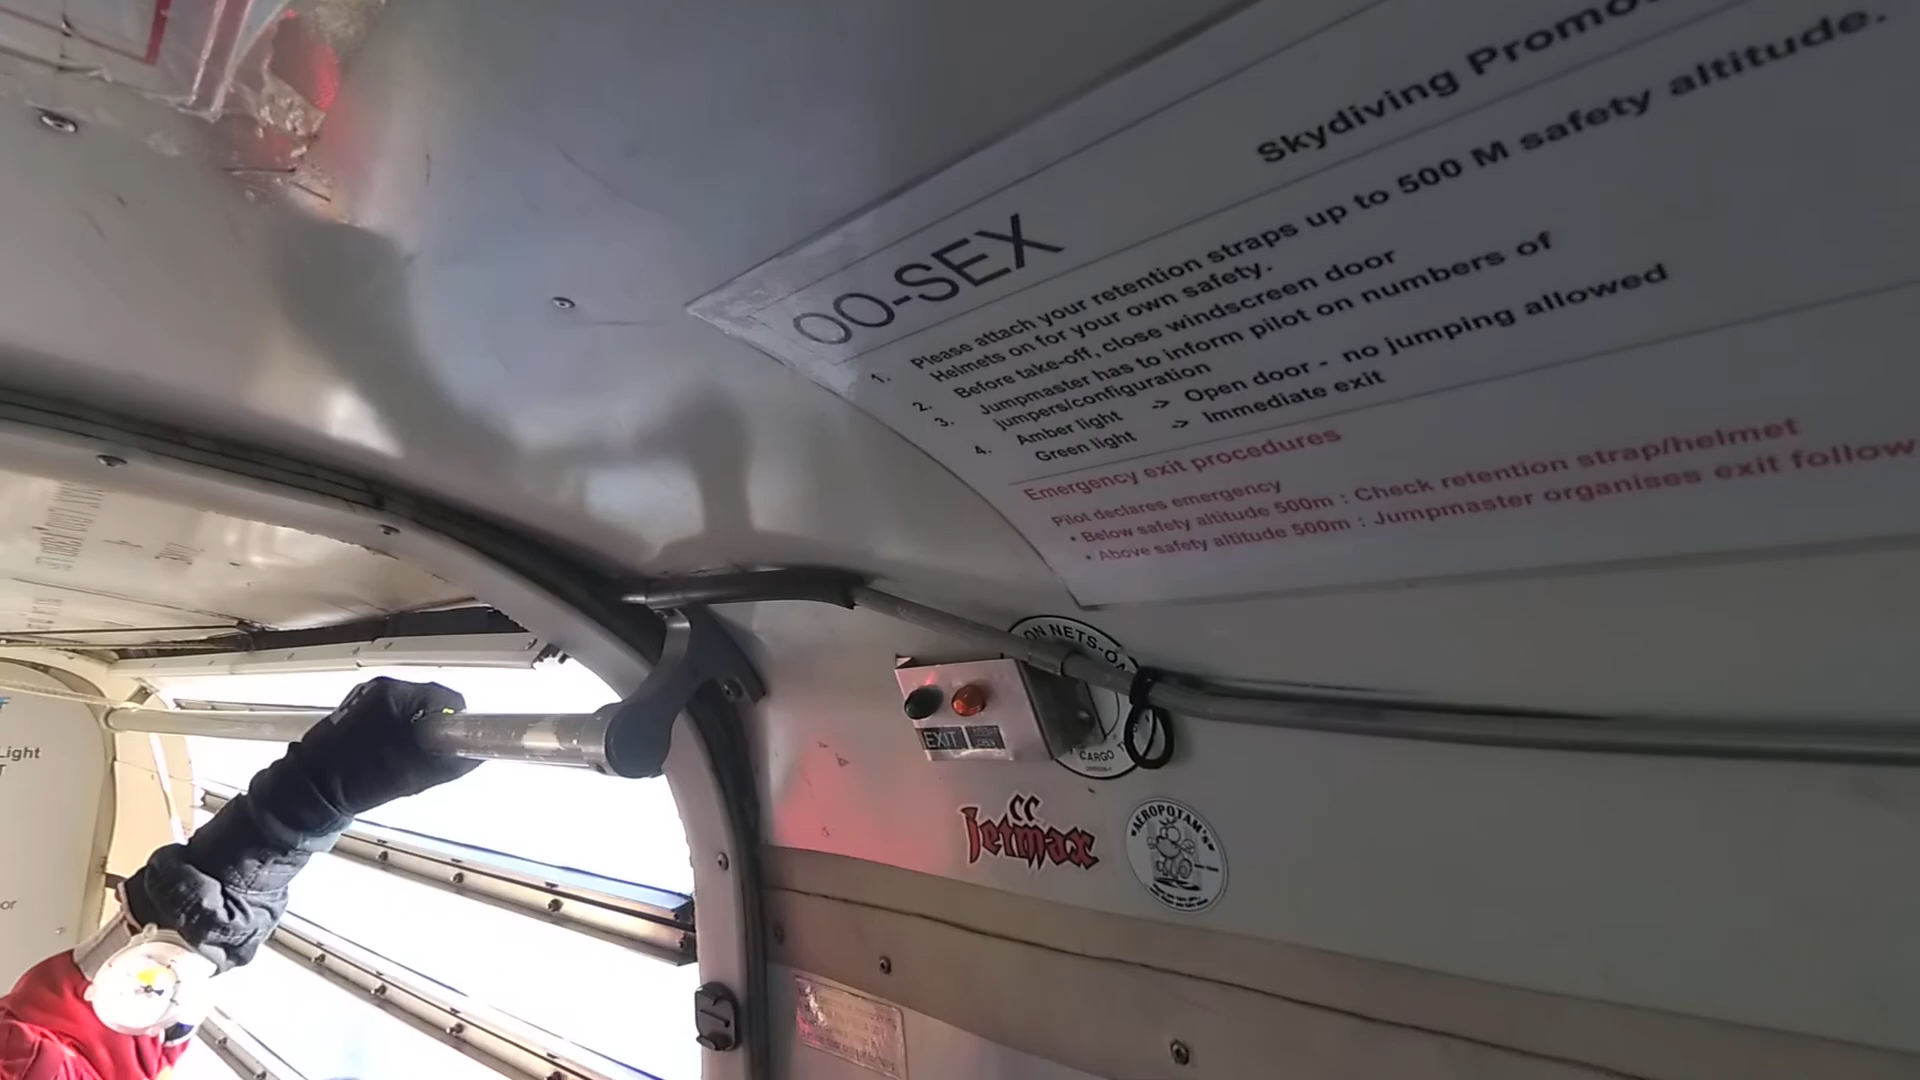 Skydiving
OO-SEX
1. Please attach your retention straps up to 500 M safety altitude.
Helmets on for your own safety.
2. Before take-off, close windscreen door
3. Jumpmaster has to inform pilot on numbers of
jumpers/configuration
4. Amber light -> Open door - no jumping allowed
Green light -> Immediate exit
Emergency exit procedures
Pilot declares emergency
• Below safety altitude 500m : Check retention strap/helmet
• Above safety altitude 500m : Jumpmaster organises exit follow
ON NETS
CARGO
EXIT
CC
Jetmax
"AEROPOTAM's"
Light